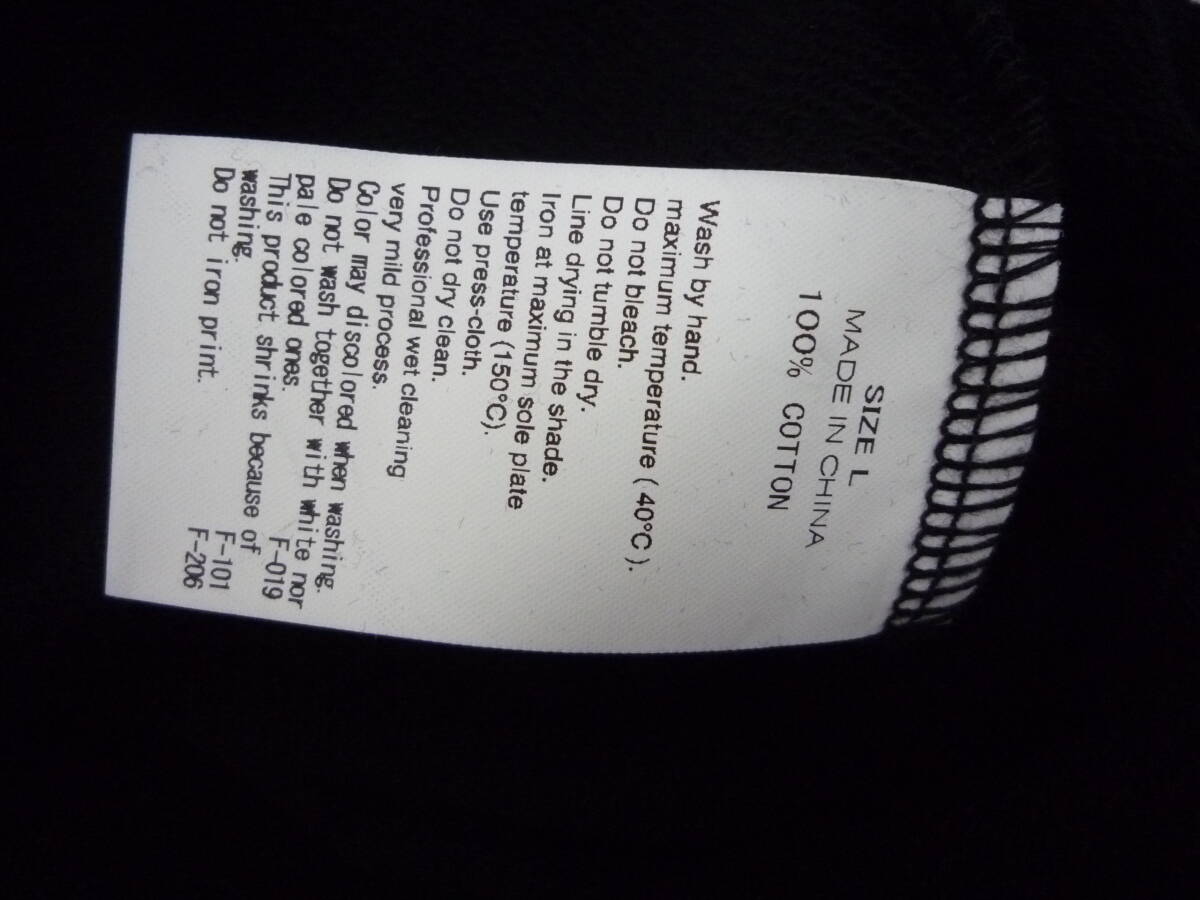 SIZE L
MADE IN CHINA
100% COTTON
Wash by hand.
maximum temperature ( 40°C ).
Do not bleach.
Do not tumble dry.
Line drying in the shade.
Iron at maximum sole plate
temperature (150°C).
Use press-cloth.
Do not dry clean.
Professional wet cleaning
very mild process.
Color may discolored when washing.
Do not wash together with white nor
pale colored ones. F-019
This product shrinks because of
washing. F-101
Do not iron print. F-206